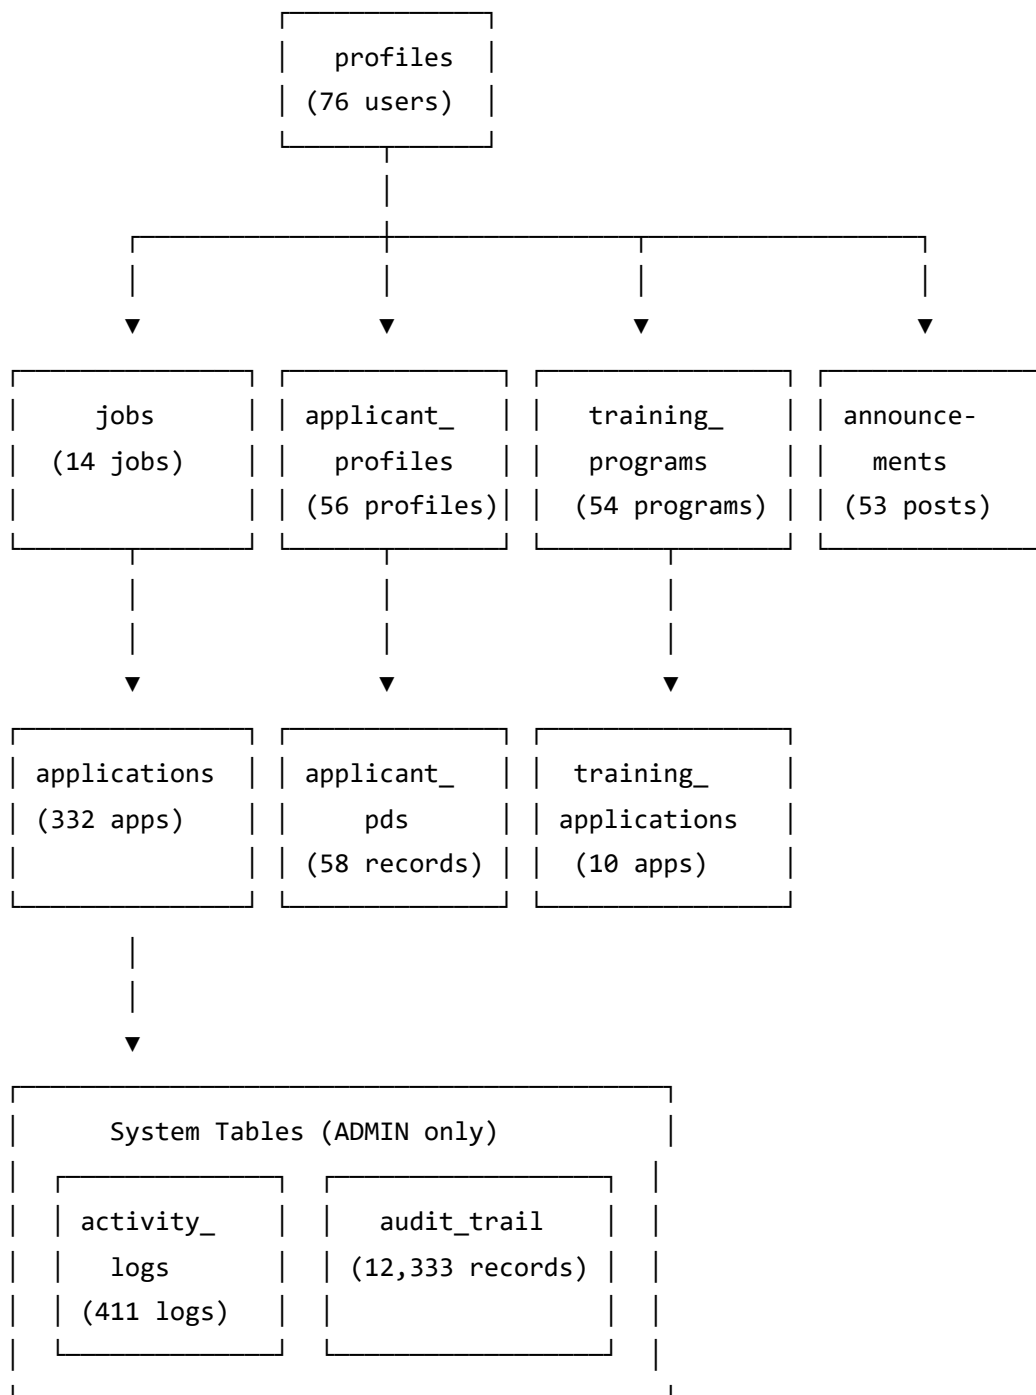 profiles
(76 users)
jobs
(14 jobs)
applicant_
profiles
(56 profiles)
training_
programs
(54 programs)
announce-
ments
(53 posts)
applications
(332 apps)
applicant_
pds
(58 records)
training_
applications
(10 apps)
System Tables (ADMIN only)
activity_
logs
(411 logs)
audit_trail
(12,333 records)